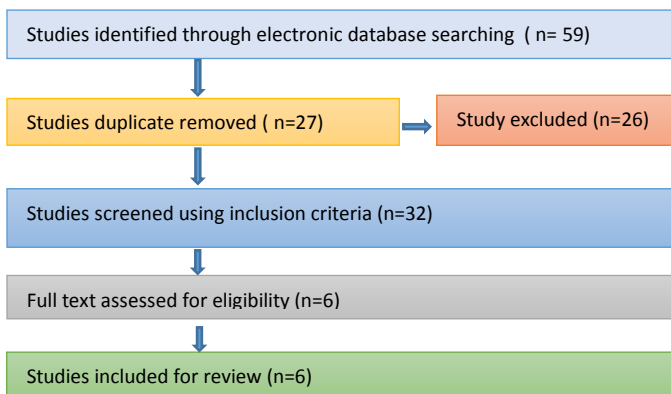 Studies identified through electronic database searching ( n= 59)
Studies duplicate removed ( n=27)
Study excluded (n=26)
Studies screened using inclusion criteria (n=32)
Full text assessed for eligibility (n=6)
Studies included for review (n=6)